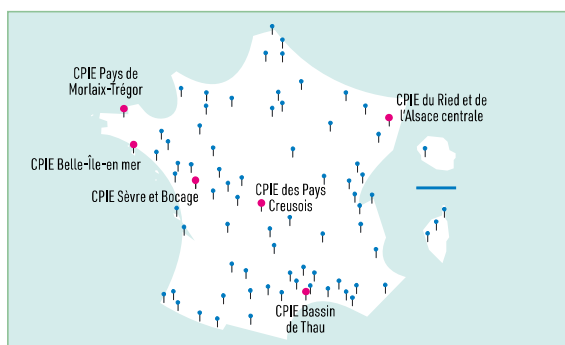 CPIE Pays de
Morlaix-Trégor
CPIE du Ried et de
l'Alsace centrale
CPIE Belle-Île-en mer
CPIE Sèvre et Bocage
CPIE des Pays
Creusois
CPIE Bassin
de Thau